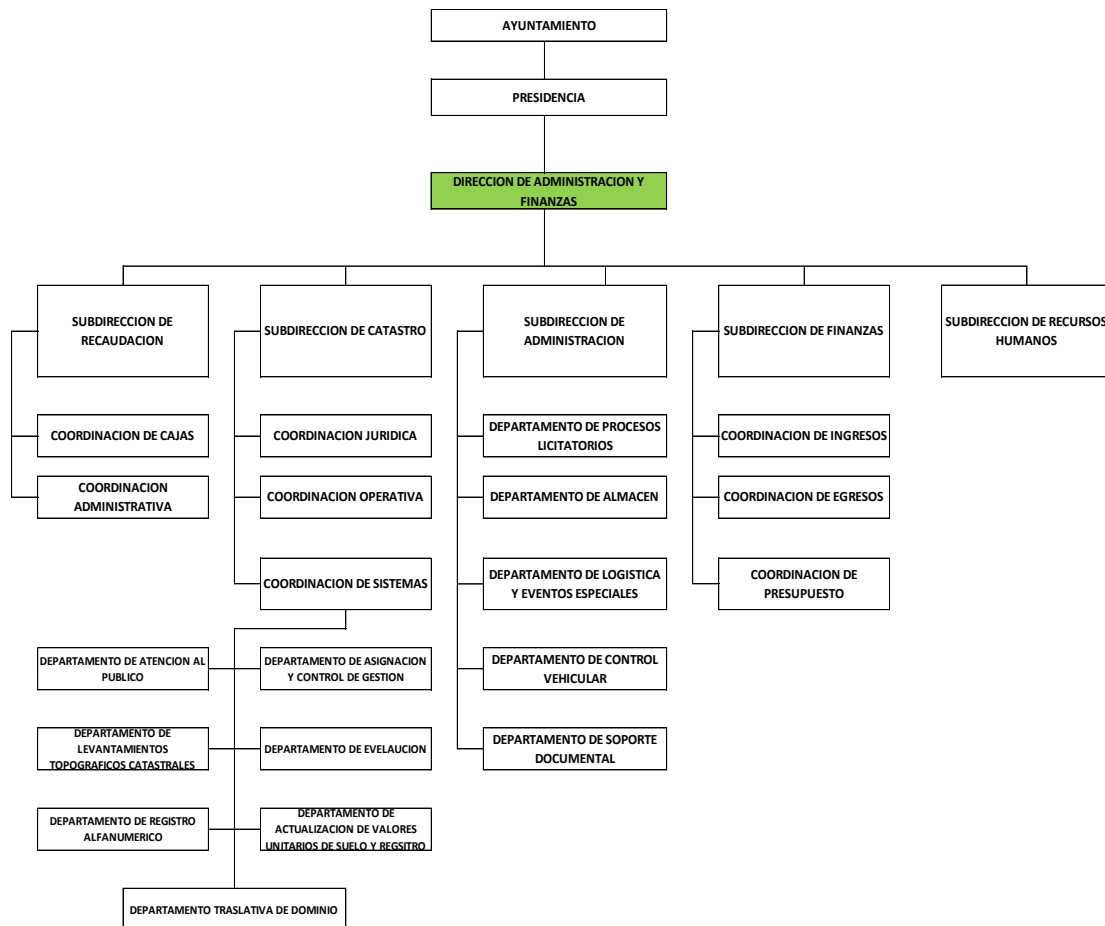 AYUNTAMIENTO
PRESIDENCIA
DIRECCION DE ADMINISTRACION Y
FINANZAS
SUBDIRECCION DE
RECAUDACION
SUBDIRECCION DE CATASTRO
SUBDIRECCION DE
ADMINISTRACION
SUBDIRECCION DE FINANZAS
SUBDIRECCION DE RECURSOS
HUMANOS
COORDINACION DE CAJAS
COORDINACION JURIDICA
DEPARTAMENTO DE PROCESOS
LICITATORIOS
COORDINACION DE INGRESOS
COORDINACION
ADMINISTRATIVA
COORDINACION OPERATIVA
DEPARTAMENTO DE ALMACEN
COORDINACION DE EGRESOS
COORDINACION DE SISTEMAS
DEPARTAMENTO DE LOGISTICA
Y EVENTOS ESPECIALES
COORDINACION DE
PRESUPUESTO
DEPARTAMENTO DE ATENCION AL
PUBLICO
DEPARTAMENTO DE ASIGNACION
Y CONTROL DE GESTION
DEPARTAMENTO DE CONTROL
VEHICULAR
DEPARTAMENTO DE
LEVANTAMIENTOS
TOPOGRAFICOS CATASTRALES
DEPARTAMENTO DE EVELAUCION
DEPARTAMENTO DE SOPORTE
DOCUMENTAL
DEPARTAMENTO DE REGISTRO
ALFANUMERICO
DEPARTAMENTO DE
ACTUALIZACION DE VALORES
UNITARIOS DE SUELO Y REGSITRO
DEPARTAMENTO TRASLATIVA DE DOMINIO